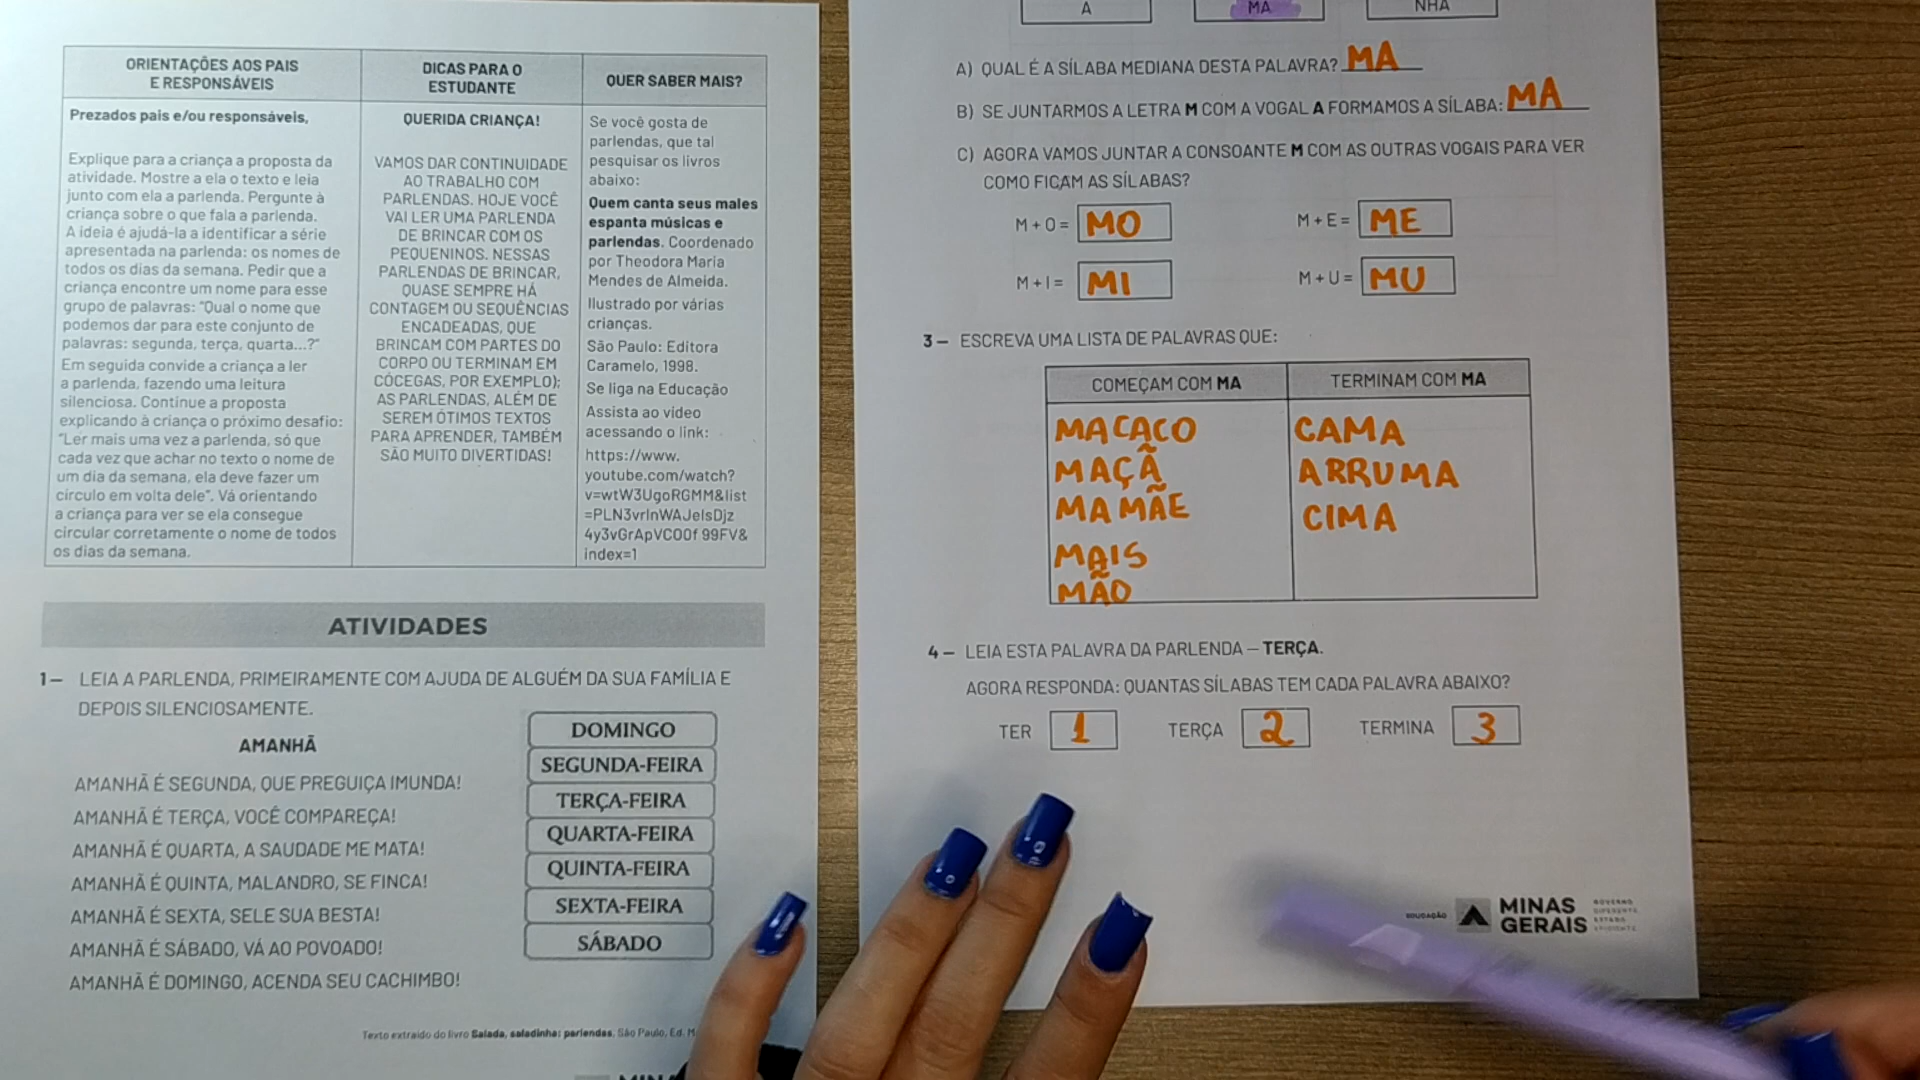 ORIENTAÇÕES AOS PAIS
E RESPONSÁVEIS
Prezados pais e/ou responsáveis,
Explique para a criança a proposta da
atividade. Mostre a ela o texto e leia
junto com ela a parlenda. Pergunte à
criança sobre o que fala a parlenda.
A ideia é ajudá-la a identificar a série
apresentada na parlenda: os nomes de
todos os dias da semana. Pedir que a
criança encontre um nome para esse
grupo de palavras: "Qual o nome que
podemos dar para este conjunto de
palavras: segunda, terça, quarta...?"
Em seguida convide a criança a ler
a parlenda, fazendo uma leitura
silenciosa. Continue a proposta
explicando à criança o próximo desafio:
"Ler mais uma vez a parlenda, só que
cada vez que achar no texto o nome de
um dia da semana, ela deve fazer um
círculo em volta dele". Vá orientando
a criança para ver se ela consegue
circular corretamente o nome de todos
os dias da semana.
DICAS PARA O
ESTUDANTE
QUERIDA CRIANÇA!
VAMOS DAR CONTINUIDADE
AO TRABALHO COM
PARLENDAS. HOJE VOCÊ
VAI LER UMA PARLENDA
DE BRINCAR COM OS
PEQUENINOS. NESSAS
PARLENDAS DE BRINCAR,
QUASE SEMPRE HÁ
CONTAGEM OU SEQUÊNCIAS
ENCADEADAS, QUE
BRINCAM COM PARTES DO
CORPO OU TERMINAM EM
CÓCEGAS, POR EXEMPLO);
AS PARLENDAS, ALÉM DE
SEREM ÓTIMOS TEXTOS
PARA APRENDER, TAMBÉM
SÃO MUITO DIVERTIDAS!
QUER SABER MAIS?
Se você gosta de
parlendas, que tal
pesquisar os livros
abaixo:
Quem canta seus males
espanta músicas e
parlendas. Coordenado
por Theodora Maria
Mendes de Almeida.
Ilustrado por várias
crianças.
São Paulo: Editora
Caramelo, 1998.
Se liga na Educação
Assista ao vídeo
acessando o link:
https://www.
youtube.com/watch?
v=wtW3UgoRGMM&list
=PLN3vrInWAJeIsDjz
4y3vGrApVCO0f 99FV&
index=1
ATIVIDADES
1 – LEIA A PARLENDA, PRIMEIRAMENTE COM AJUDA DE ALGUÉM DA SUA FAMÍLIA E
DEPOIS SILENCIOSAMENTE.
AMANHÃ
AMANHÃ É SEGUNDA, QUE PREGUIÇA IMUNDA!
AMANHÃ É TERÇA, VOCÊ COMPAREÇA!
AMANHÃ É QUARTA, A SAUDADE ME MATA!
AMANHÃ É QUINTA, MALANDRO, SE FINCA!
AMANHÃ É SEXTA, SELE SUA BESTA!
AMANHÃ É SÁBADO, VÁ AO POVOADO!
AMANHÃ É DOMINGO, ACENDA SEU CACHIMBO!
DOMINGO
SEGUNDA-FEIRA
TERÇA-FEIRA
QUARTA-FEIRA
QUINTA-FEIRA
SEXTA-FEIRA
SÁBADO
Texto extraído do livro Salada, saladinha: parlendas. São Paulo, Ed. M
A MA NHÃ
A) QUAL É A SÍLABA MEDIANA DESTA PALAVRA? MA
B) SE JUNTARMOS A LETRA M COM A VOGAL A FORMAMOS A SÍLABA: MA
C) AGORA VAMOS JUNTAR A CONSOANTE M COM AS OUTRAS VOGAIS PARA VER
COMO FICAM AS SÍLABAS?
M + O = MO M + E = ME
M + I = MI M + U = MU
3 – ESCREVA UMA LISTA DE PALAVRAS QUE:
COMEÇAM COM MA TERMINAM COM MA
MACACO CAMA
MAÇÃ ARRUMA
MAMÃE CIMA
MAIS
MÃO
4 – LEIA ESTA PALAVRA DA PARLENDA – TERÇA.
AGORA RESPONDA: QUANTAS SÍLABAS TEM CADA PALAVRA ABAIXO?
TER 1 TERÇA 2 TERMINA 3
EDUCAÇÃO
MINAS
GERAIS
GOVERNO
DIFERENTE
ESTADO
EFICIENTE